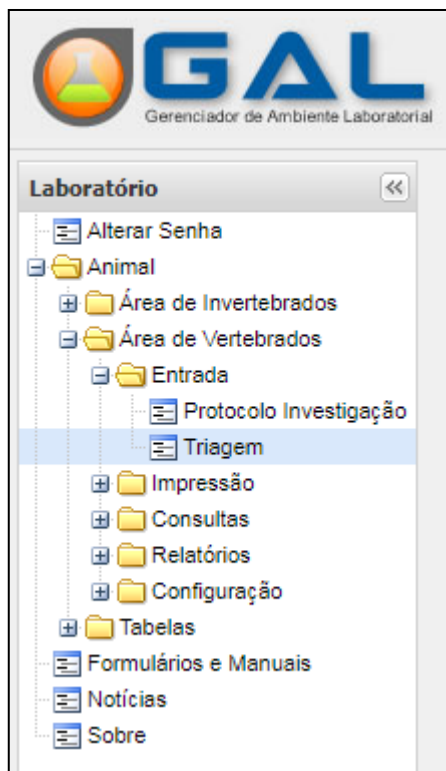 GAL
Gerenciador de Ambiente Laboratorial
Laboratório
Alterar Senha
Animal
Área de Invertebrados
Área de Vertebrados
Entrada
Protocolo Investigação
Triagem
Impressão
Consultas
Relatórios
Configuração
Tabelas
Formulários e Manuais
Notícias
Sobre